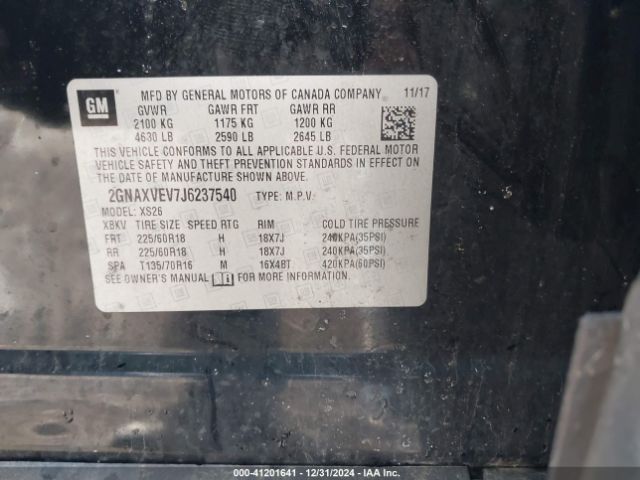 GM
MFD BY GENERAL MOTORS OF CANADA COMPANY 11/17
GVWR GAWR FRT GAWR RR
2100 KG 1175 KG 1200 KG
4630 LB 2590 LB 2645 LB
THIS VEHICLE CONFORMS TO ALL APPLICABLE U.S. FEDERAL MOTOR
VEHICLE SAFETY AND THEFT PREVENTION STANDARDS IN EFFECT ON
THE DATE OF MANUFACTURE SHOWN ABOVE.
2GNAXVEV7J6237540 TYPE: M.P.V.
MODEL: XS26
XBKV TIRE SIZE SPEED RTG RIM COLD TIRE PRESSURE
FRT 225/60R18 H 18X7J 240KPA(35PSI)
RR 225/60R18 H 18X7J 240KPA(35PSI)
SPA T135/70R16 M 16X4BT 420KPA(60PSI)
SEE OWNER'S MANUAL FOR MORE INFORMATION.
000-41201641 - 12/31/2024 - IAA Inc.